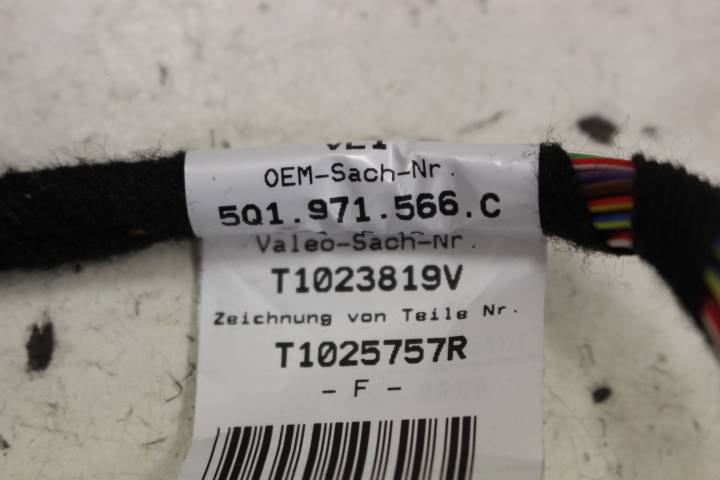 OEM-Sach-Nr.
5Q1.971.566.C
Valeo-Sach-Nr.
T1023819V
Zeichnung von Teile Nr.
T1025757R
- F -